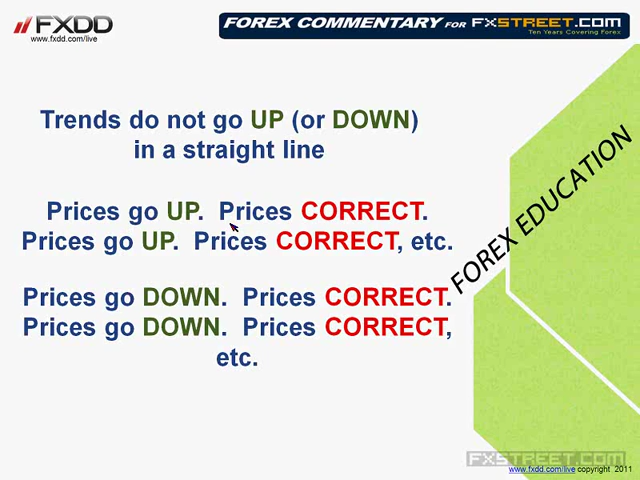 FXDD
www.fxdd.com/live
FOREX COMMENTARY FOR FXSTREET.COM
Ten Years Covering Forex
Trends do not go UP (or DOWN)
in a straight line
Prices go UP. Prices CORRECT.
Prices go UP. Prices CORRECT, etc.
Prices go DOWN. Prices CORRECT.
Prices go DOWN. Prices CORRECT,
etc.
FOREX EDUCATION
FXSTREET.COM
www.fxdd.com/live copyright 2011